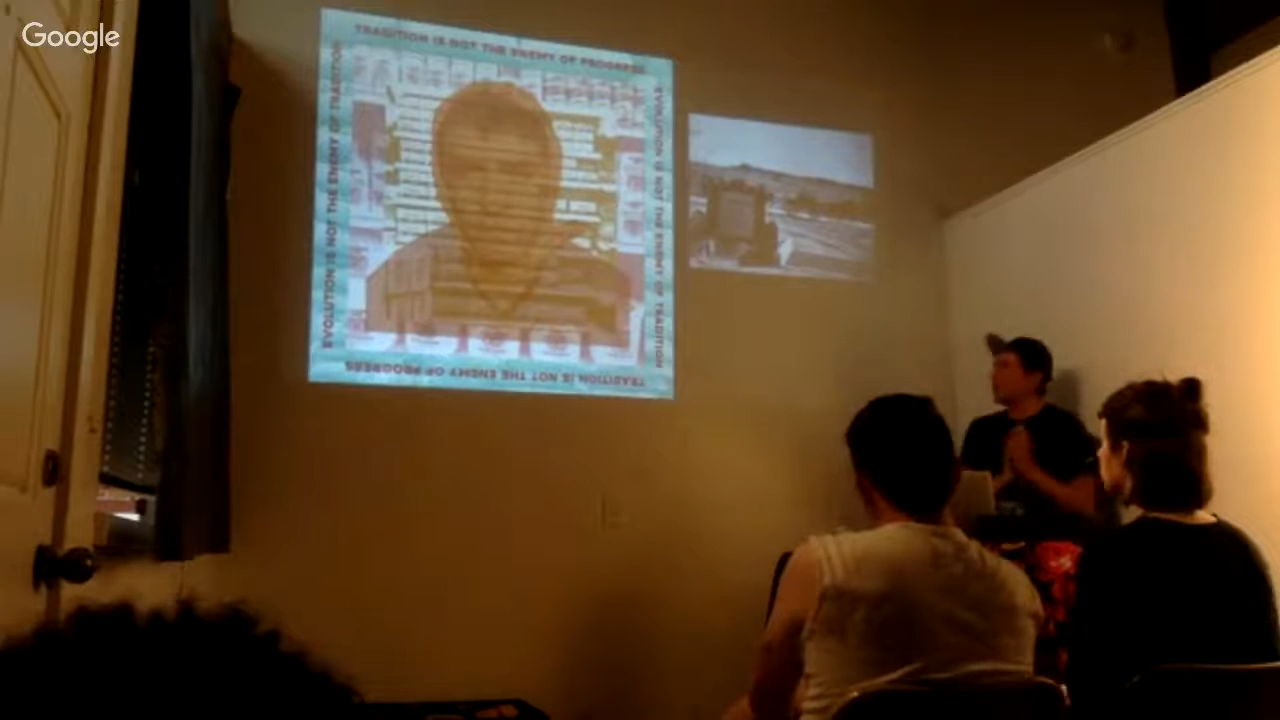 Google
TRADITION IS NOT THE ENEMY OF PROGRESS
EVOLUTION IS NOT THE ENEMY OF TRADITION
EVOLUTION IS NOT THE ENEMY OF TRADITION
TRADITION IS NOT THE ENEMY OF PROGRESS